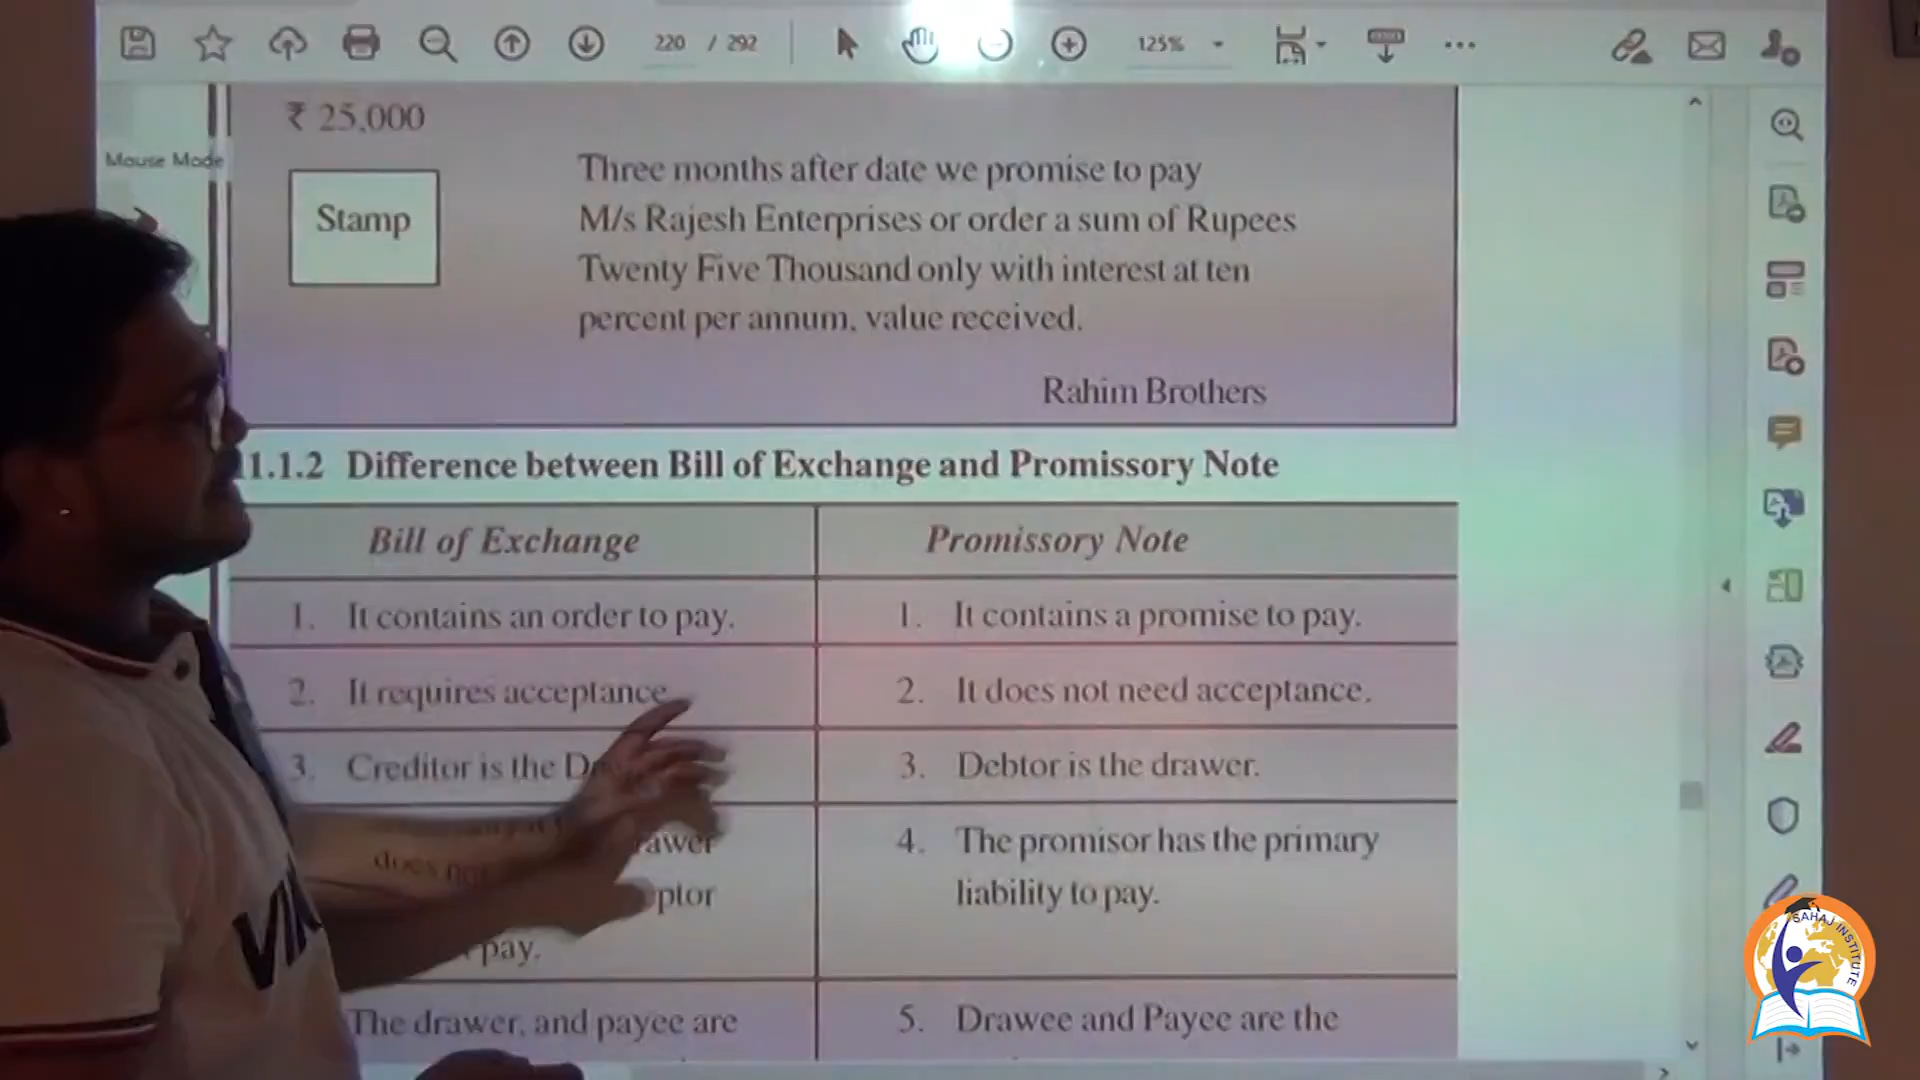 220 / 292
125%
₹ 25,000
Mouse Mode
Stamp
Three months after date we promise to pay
M/s Rajesh Enterprises or order a sum of Rupees
Twenty Five Thousand only with interest at ten
percent per annum, value received.
Rahim Brothers
1.1.2 Difference between Bill of Exchange and Promissory Note
Bill of Exchange
Promissory Note
1. It contains an order to pay.
1. It contains a promise to pay.
2. It requires acceptance
2. It does not need acceptance.
3. Creditor is the
3. Debtor is the drawer.
4. The promisor has the primary
liability to pay.
does not
pay.
The drawer, and payee are
5. Drawee and Payee are the
SAHAJ INSTITUTE